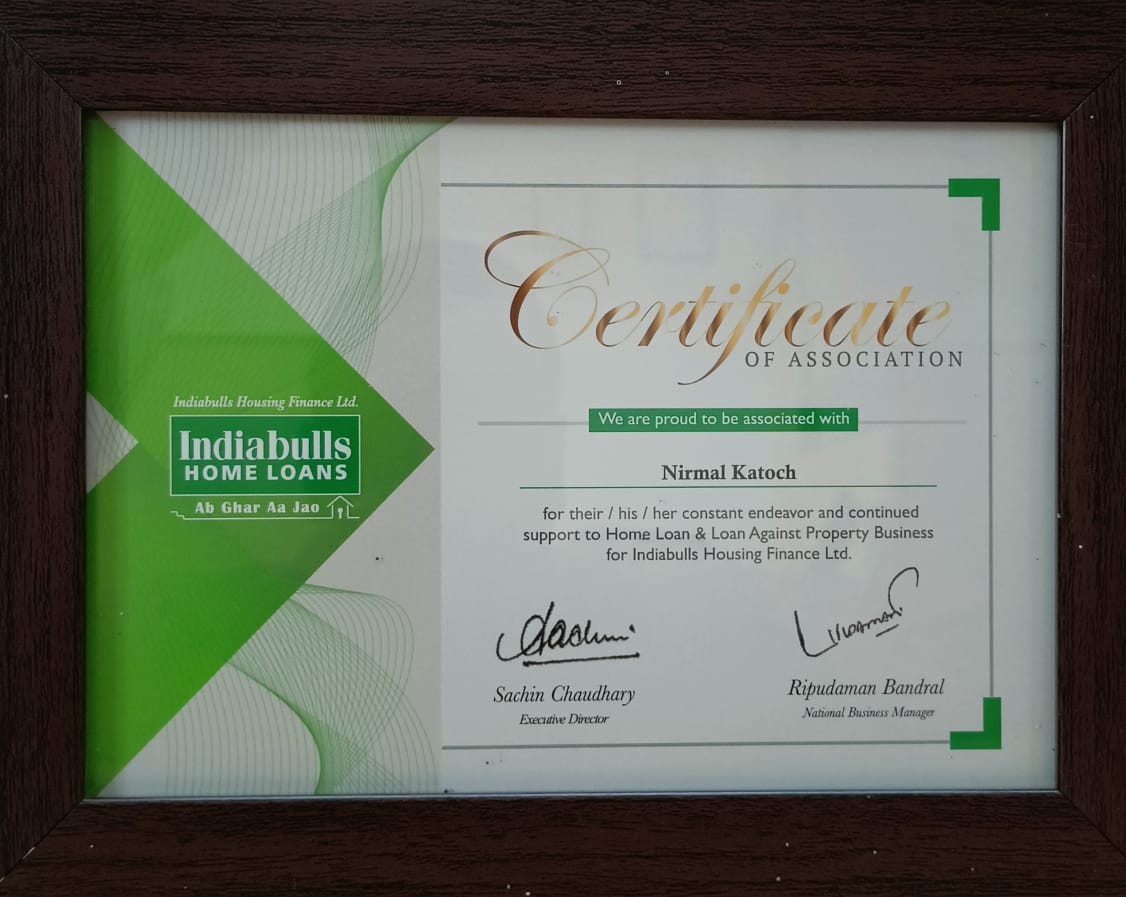 Indiabulls Housing Finance Ltd.
Indiabulls
HOME LOANS
Ab Ghar Aa Jao
Certificate
OF ASSOCIATION
We are proud to be associated with
Nirmal Katoch
for their / his / her constant endeavor and continued
support to Home Loan & Loan Against Property Business
for Indiabulls Housing Finance Ltd.
Sachin Chaudhary
Executive Director
Ripudaman Bandral
National Business Manager